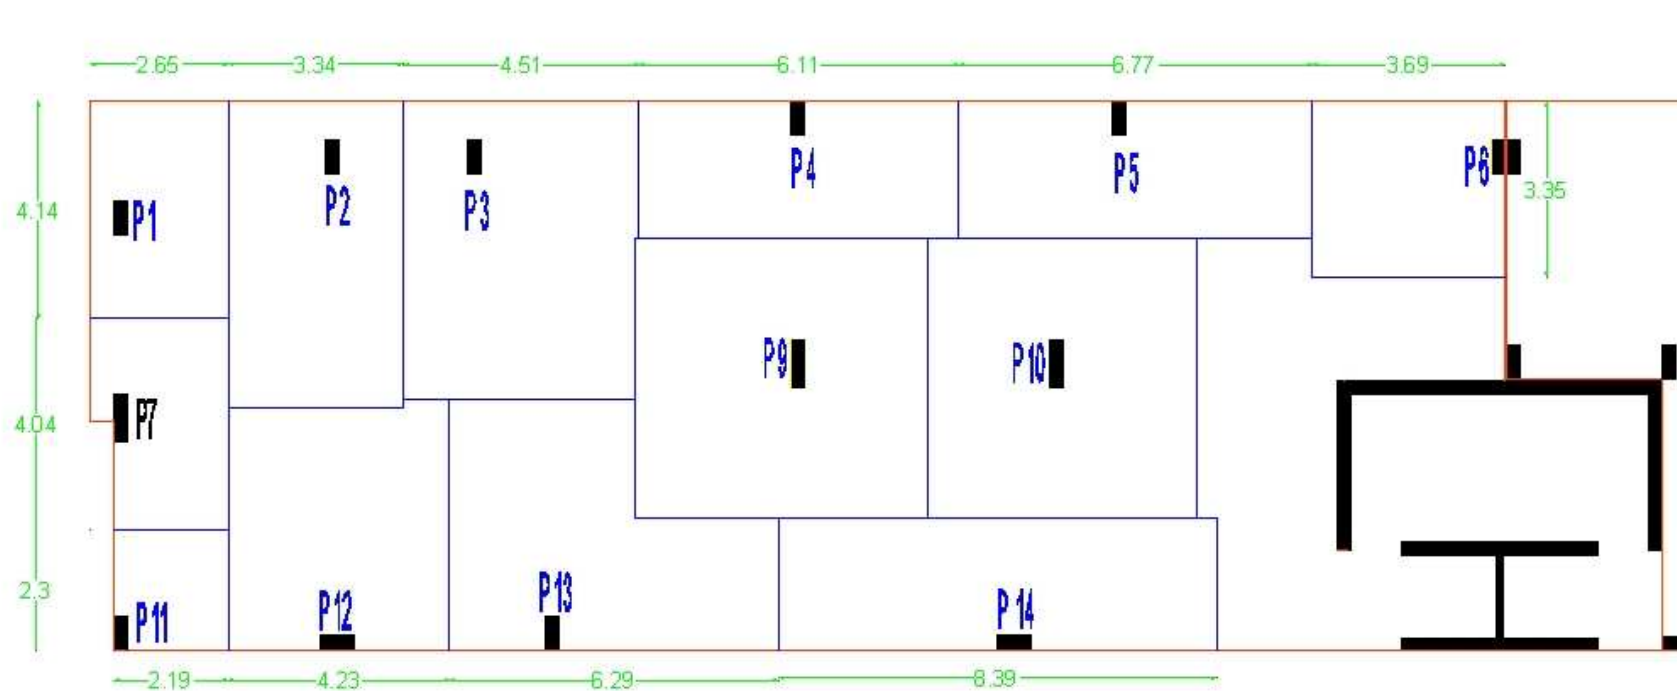 2.65 3.34 4.51 6.11 6.77 3.69
P4 P5 P6
3.35
4.14 P1 P2 P3
P9 P10
4.04 P7
P13
2.3 P11 P12 P14
2.19 4.23 6.29 8.39